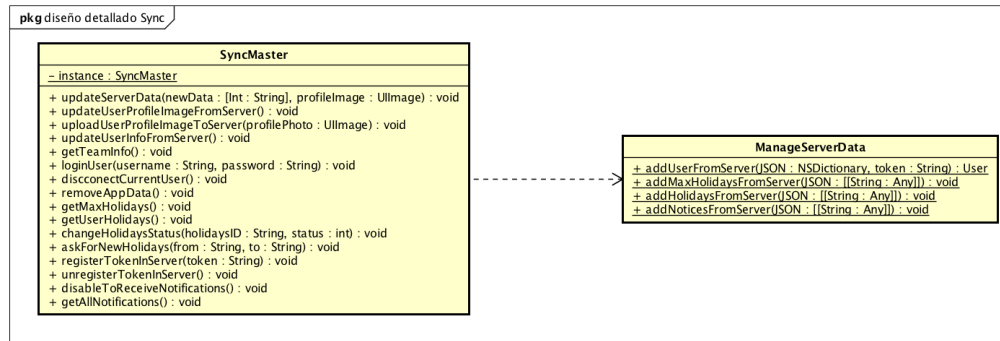 pkg diseño detallado Sync
SyncMaster
- instance : SyncMaster
+ updateServerData(newData : [Int : String], profileImage : UIImage) : void
+ updateUserProfileImageFromServer() : void
+ uploadUserProfileImageToServer(profilePhoto : UIImage) : void
+ updateUserInfoFromServer() : void
+ getTeamInfo() : void
+ loginUser(username : String, password : String) : void
+ discconectCurrentUser() : void
+ removeAppData() : void
+ getMaxHolidays() : void
+ getUserHolidays() : void
+ changeHolidaysStatus(holidaysID : String, status : int) : void
+ askForNewHolidays(from : String, to : String) : void
+ registerTokenInServer(token : String) : void
+ unregisterTokenInServer() : void
+ disableToReceiveNotifications() : void
+ getAllNotifications() : void
ManageServerData
+ addUserFromServer(JSON : NSDictionary, token : String) : User
+ addMaxHolidaysFromServer(JSON : [[String : Any]]) : void
+ addHolidaysFromServer(JSON : [[String : Any]]) : void
+ addNoticesFromServer(JSON : [[String : Any]]) : void